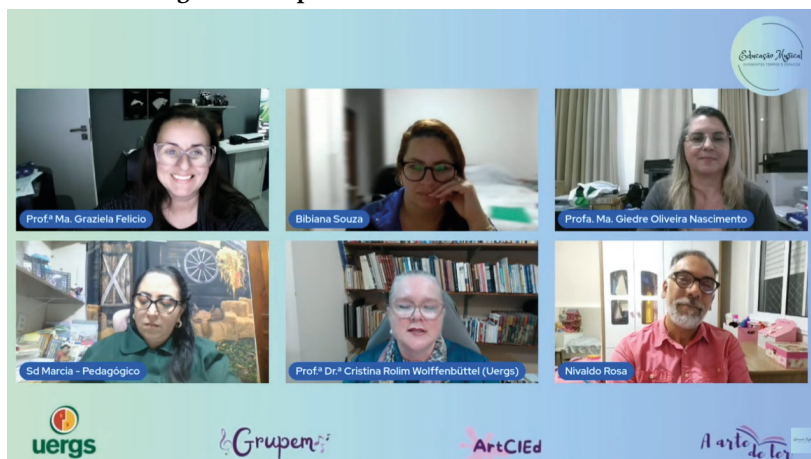 Educação Musical
Prof.ª Ma. Graziela Felicio
Bibiana Souza
Profa. Ma. Giedre Oliveira Nascimento
Sd Marcia - Pedagógico
Prof.ª Dr.ª Cristina Rolim Wolffenbüttel (Uergs)
Nivaldo Rosa
uergs
Grupem
ArtCIEd
A arte de ler